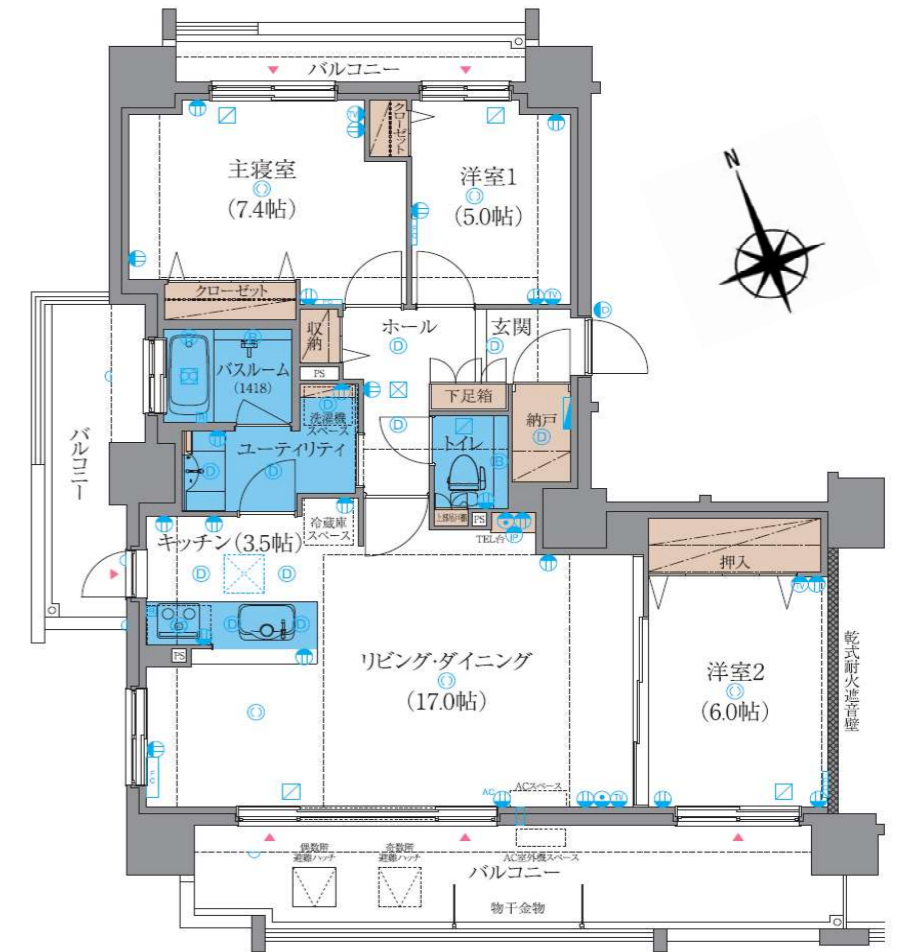 バルコニー
N
クローゼット
主寝室
(7.4帖)
洋室1
(5.0帖)
クローゼット
収納
ホール
玄関
バスルーム
(1418)
PS
洗濯機
スペース
下足箱
納戸
トイレ
ユーティリティ
バルコニー
冷蔵庫
スペース
PS
TEL台
キッチン(3.5帖)
押入
PS
リビング・ダイニング
(17.0帖)
洋室2
(6.0帖)
乾式耐火遮音壁
AC
ACスペース
偶数階
避難ハッチ
奇数階
避難ハッチ
AC室外機スペース
バルコニー
物干金物